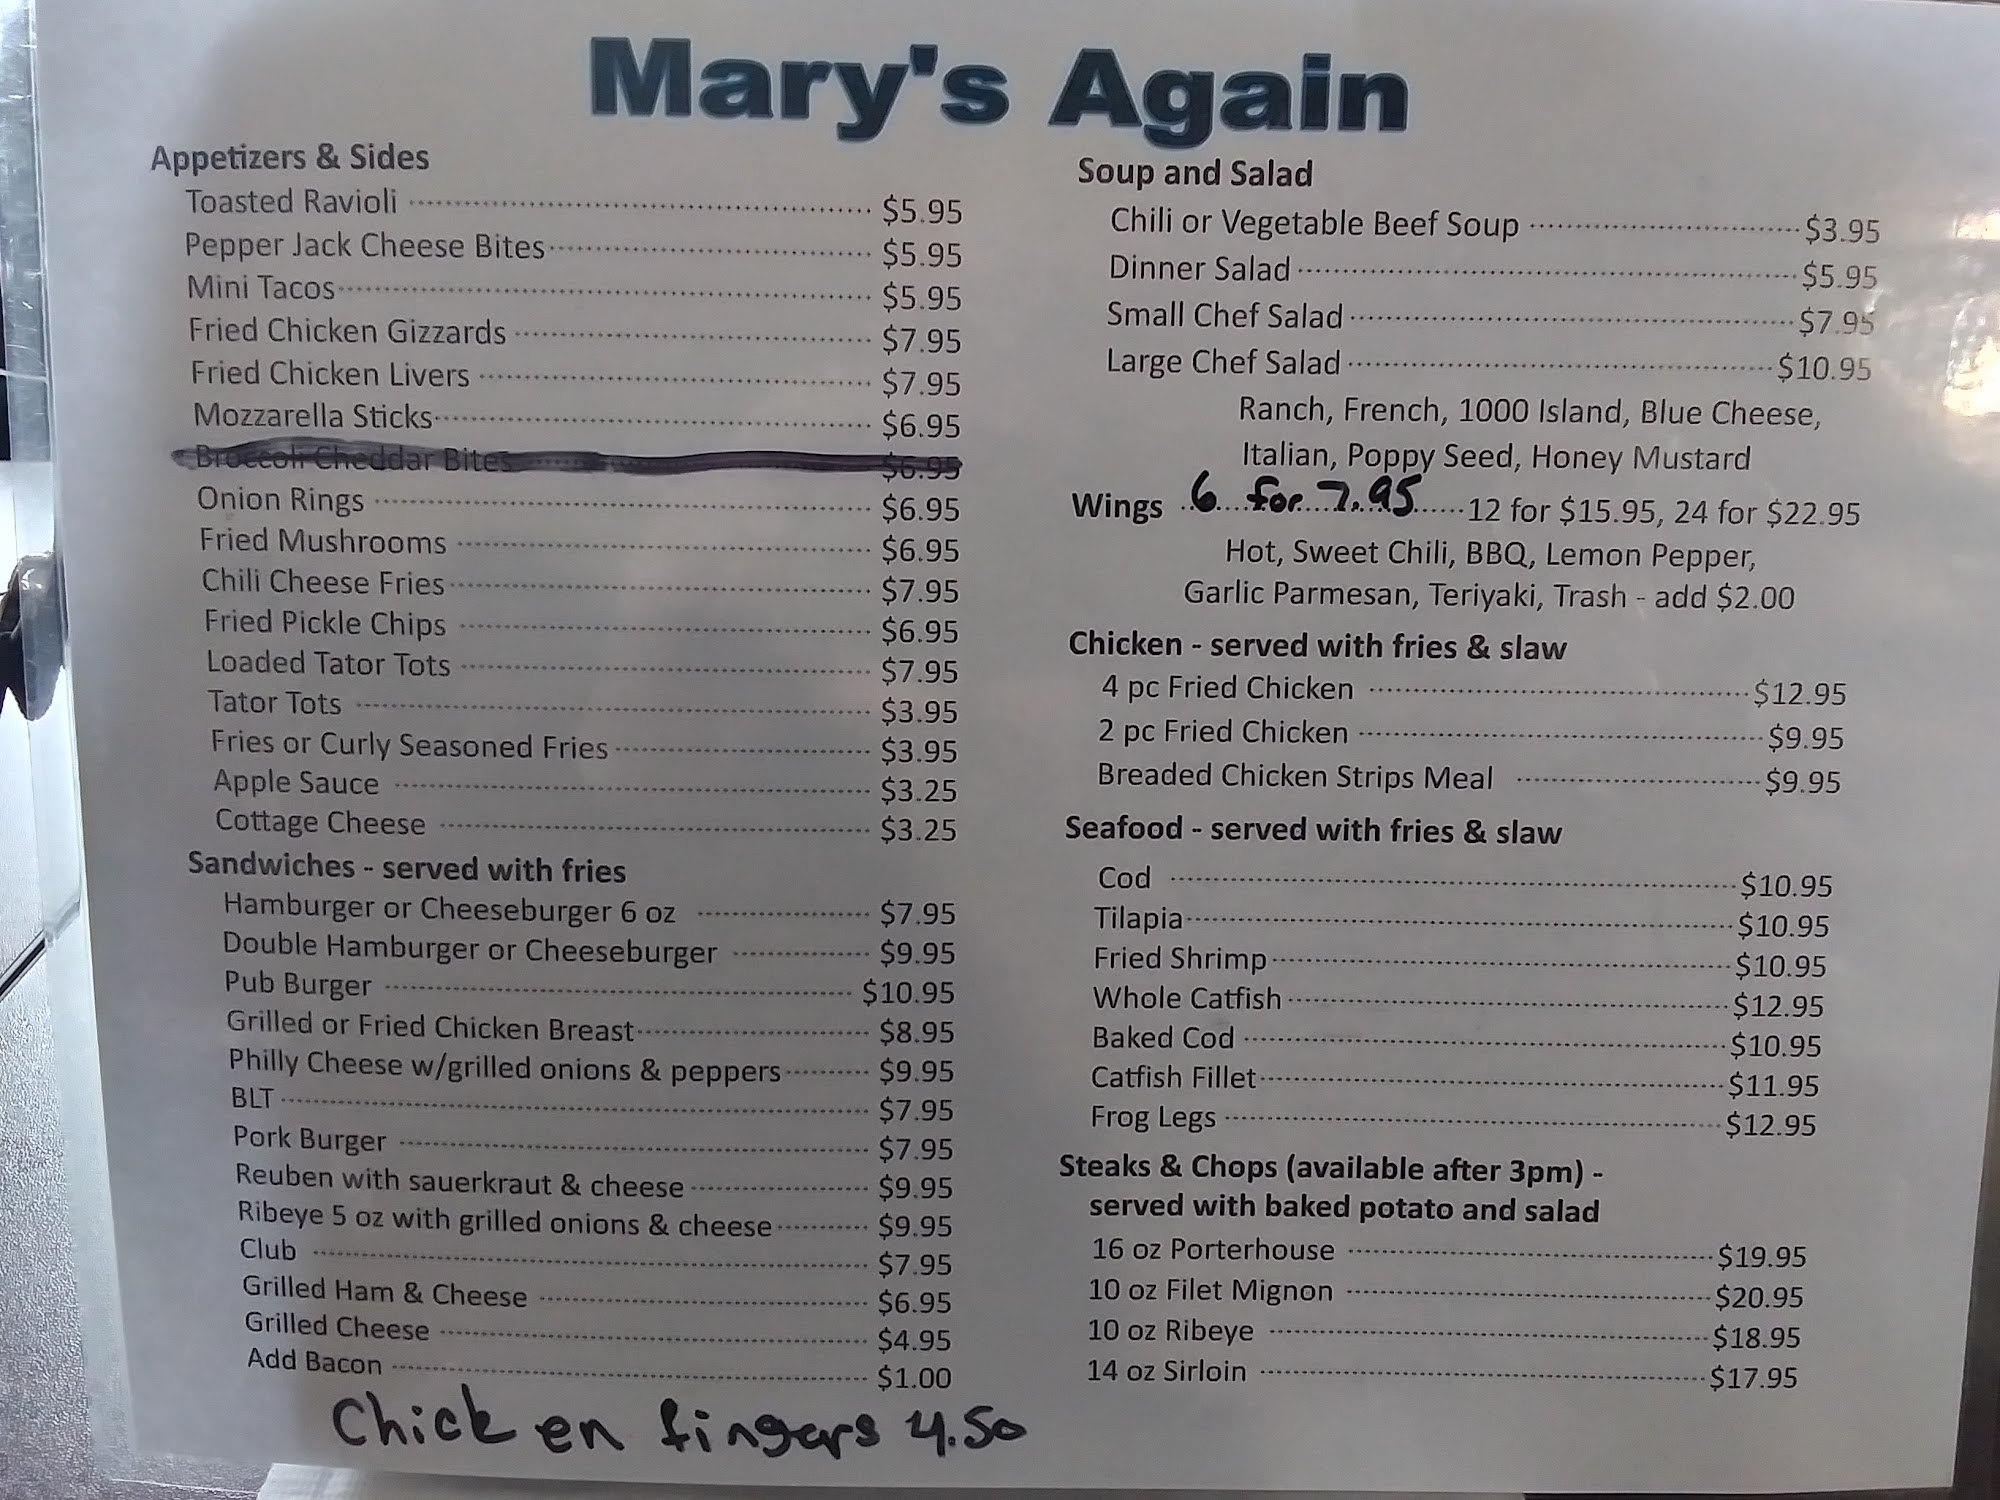 Mary's Again
Appetizers & Sides
Toasted Ravioli $5.95
Pepper Jack Cheese Bites $5.95
Mini Tacos $5.95
Fried Chicken Gizzards $7.95
Fried Chicken Livers $7.95
Mozzarella Sticks $6.95
Broccoli Cheddar Bites $6.95
Onion Rings $6.95
Fried Mushrooms $6.95
Chili Cheese Fries $7.95
Fried Pickle Chips $6.95
Loaded Tator Tots $7.95
Tator Tots $3.95
Fries or Curly Seasoned Fries $3.95
Apple Sauce $3.25
Cottage Cheese $3.25
Sandwiches - served with fries
Hamburger or Cheeseburger 6 oz $7.95
Double Hamburger or Cheeseburger $9.95
Pub Burger $10.95
Grilled or Fried Chicken Breast $8.95
Philly Cheese w/grilled onions & peppers $9.95
BLT $7.95
Pork Burger $7.95
Reuben with sauerkraut & cheese $9.95
Ribeye 5 oz with grilled onions & cheese $9.95
Club $7.95
Grilled Ham & Cheese $6.95
Grilled Cheese $4.95
Add Bacon $1.00
Chicken fingers 4.50
Soup and Salad
Chili or Vegetable Beef Soup $3.95
Dinner Salad $5.95
Small Chef Salad $7.95
Large Chef Salad $10.95
Ranch, French, 1000 Island, Blue Cheese,
Italian, Poppy Seed, Honey Mustard
Wings 6 for 7.95 12 for $15.95, 24 for $22.95
Hot, Sweet Chili, BBQ, Lemon Pepper,
Garlic Parmesan, Teriyaki, Trash - add $2.00
Chicken - served with fries & slaw
4 pc Fried Chicken $12.95
2 pc Fried Chicken $9.95
Breaded Chicken Strips Meal $9.95
Seafood - served with fries & slaw
Cod $10.95
Tilapia $10.95
Fried Shrimp $10.95
Whole Catfish $12.95
Baked Cod $10.95
Catfish Fillet $11.95
Frog Legs $12.95
Steaks & Chops (available after 3pm) -
served with baked potato and salad
16 oz Porterhouse $19.95
10 oz Filet Mignon $20.95
10 oz Ribeye $18.95
14 oz Sirloin $17.95